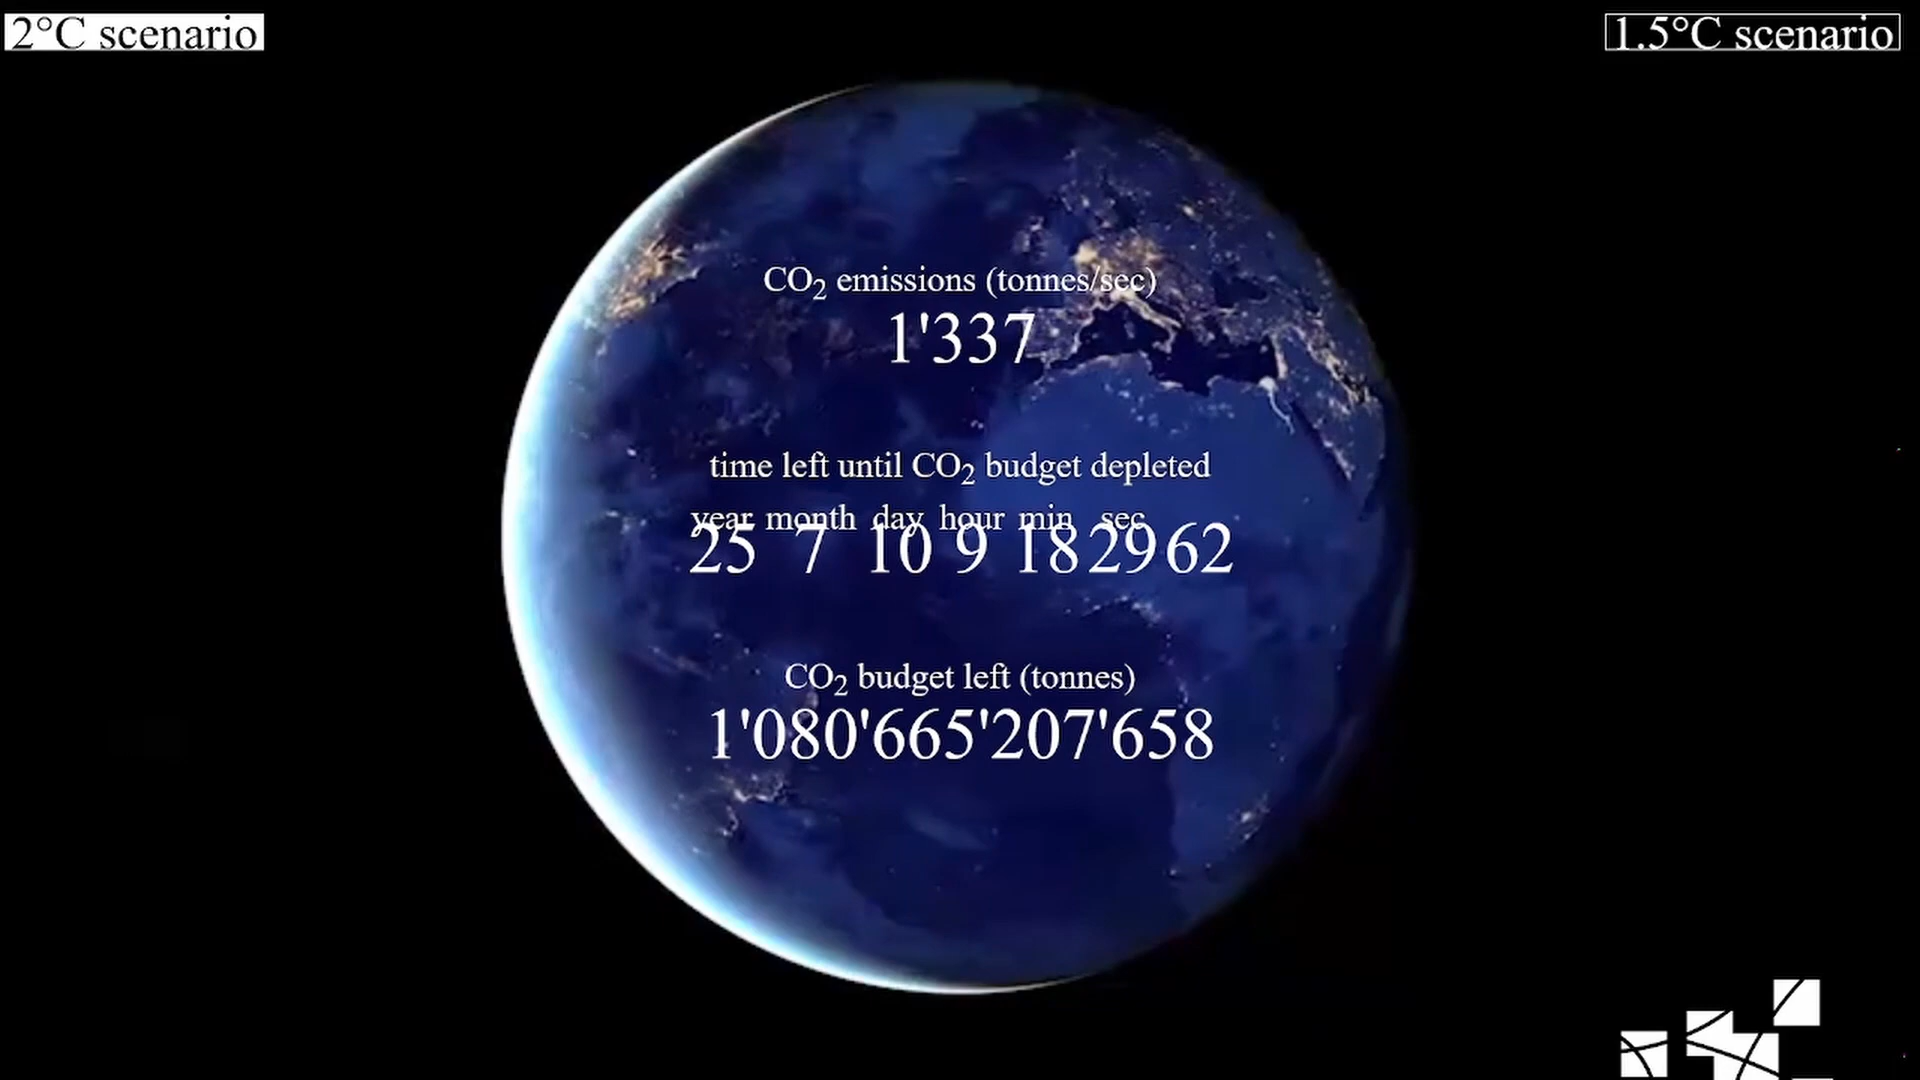 2°C scenario
1.5°C scenario
CO₂ emissions (tonnes/sec)
1'337
time left until CO₂ budget depleted
year month day hour min sec
25 7 10 9 18 29 62
CO₂ budget left (tonnes)
1'080'665'207'658